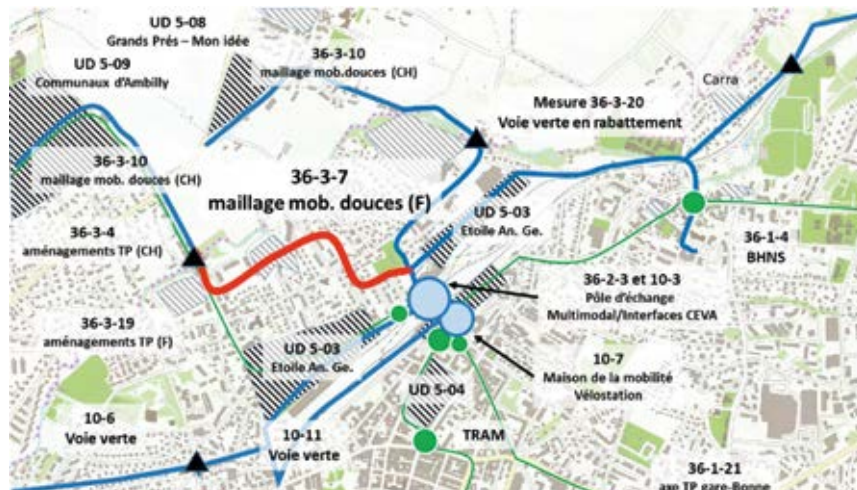 UD 5-08
Grands Prés – Mon idée
UD 5-09
Communaux d'Ambilly
36-3-10
maillage mob.douces (CH)
Carra
Mesure 36-3-20
Voie verte en rabattement
36-3-10
maillage mob. douces (CH)
36-3-7
maillage mob. douces (F)
36-3-4
aménagements TP (CH)
UD 5-03
Etoile An. Ge.
36-1-4
BHNS
36-2-3 et 10-3
Pôle d'échange
Multimodal/Interfaces CEVA
36-3-19
aménagements TP (F)
UD 5-03
Etoile An. Ge.
10-7
Maison de la mobilité
Vélostation
UD 5-04
10-6
Voie verte
10-11
Voie verte
TRAM
36-1-21
axe TP gare-Bonne